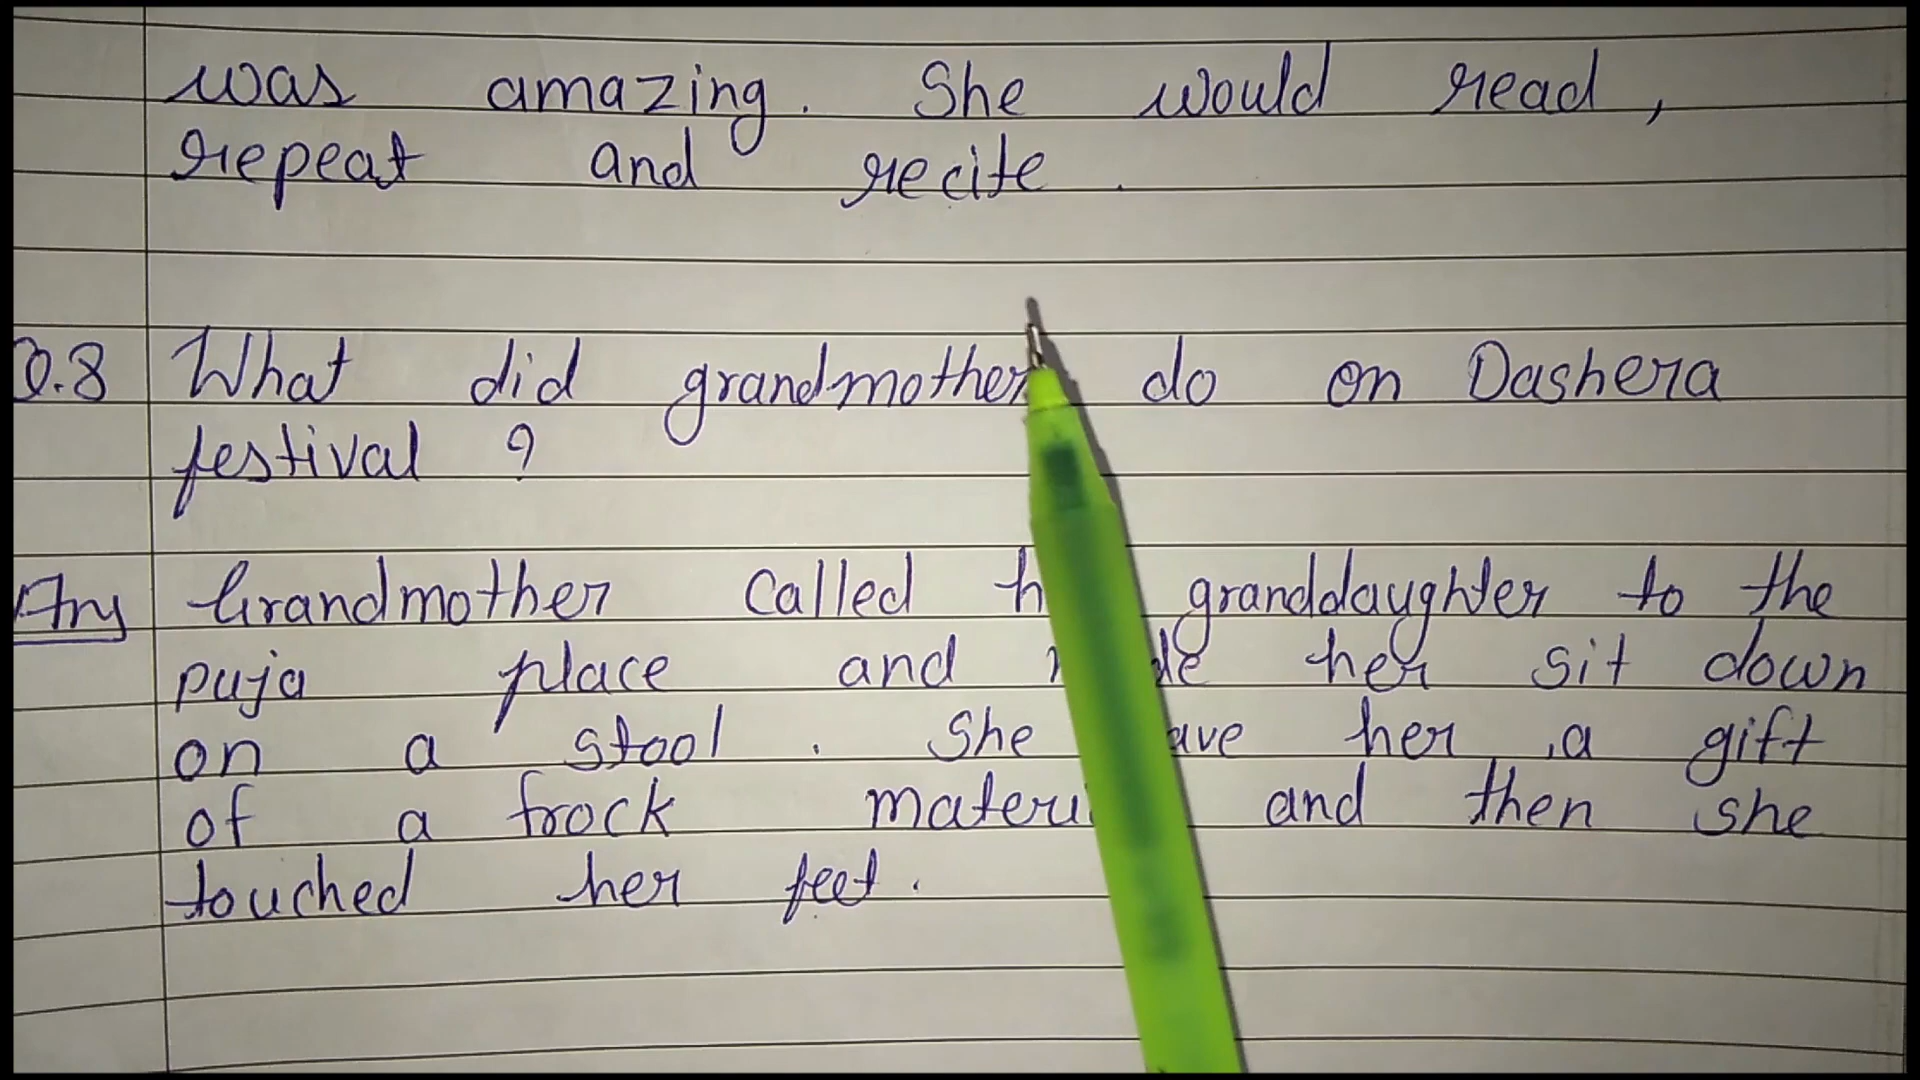 was amazing. She would read,
repeat and recite.
Q.8 What did grandmother do on Dashera
festival ?
Ans Grandmother called granddaughter to the
puja place and her sit down
on a stool. She her a gift
of a frock and then she
touched her feet.